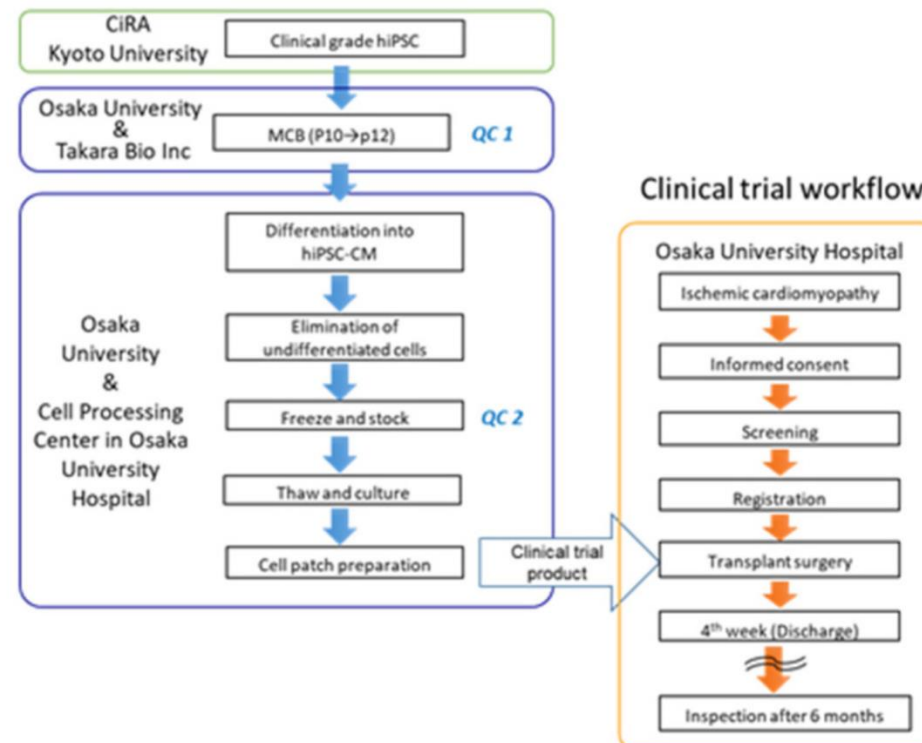 CiRA
Kyoto University
Clinical grade hiPSC
Osaka University
&
Takara Bio Inc
MCB (P10→p12)
QC 1
Differentiation into
hiPSC-CM
Elimination of
undifferentiated cells
Osaka
University
&
Cell Processing
Center in Osaka
University
Hospital
Freeze and stock
QC 2
Thaw and culture
Cell patch preparation
Clinical trial
product
Clinical trial workflow
Osaka University Hospital
Ischemic cardiomyopathy
Informed consent
Screening
Registration
Transplant surgery
4th week (Discharge)
Inspection after 6 months